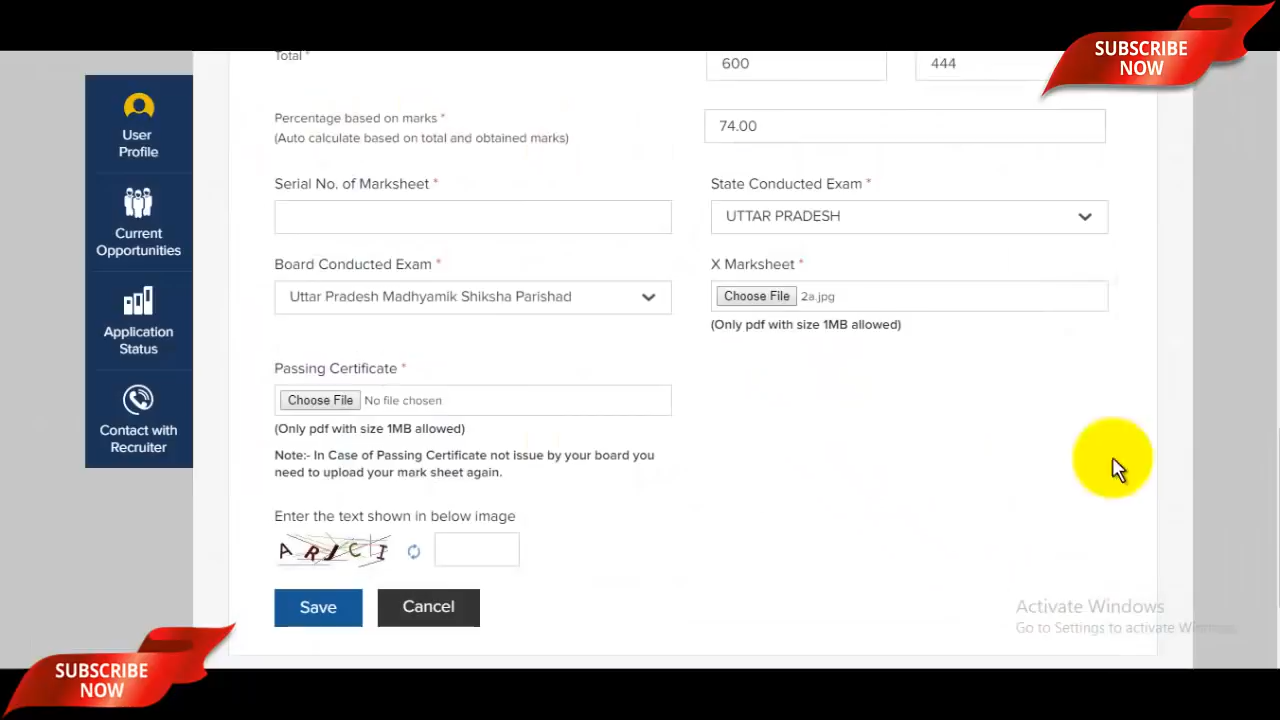 SUBSCRIBE
NOW
Total *
600
444
User
Profile
Percentage based on marks *
(Auto calculate based on total and obtained marks)
74.00
Serial No. of Marksheet *
State Conducted Exam *
UTTAR PRADESH
Current
Opportunities
Board Conducted Exam *
X Marksheet *
Uttar Pradesh Madhyamik Shiksha Parishad
Choose File 2a.jpg
(Only pdf with size 1MB allowed)
Application
Status
Passing Certificate *
Choose File No file chosen
(Only pdf with size 1MB allowed)
Contact with
Recruiter
Note:- In Case of Passing Certificate not issue by your board you
need to upload your mark sheet again.
Enter the text shown in below image
Save
Cancel
Activate Windows
Go to Settings to activate Windows.
SUBSCRIBE
NOW